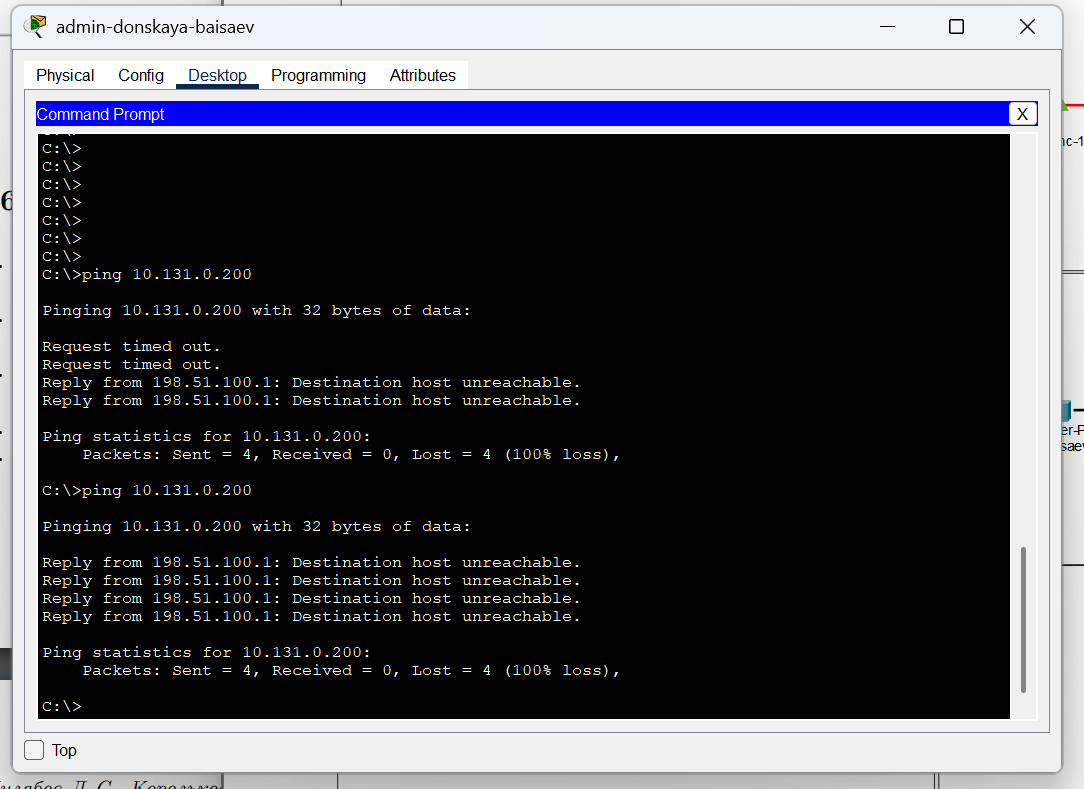 admin-donskaya-baisaev
Physical Config Desktop Programming Attributes
Command Prompt X
C:\>
C:\>
C:\>
C:\>
C:\>
C:\>
C:\>
C:\>ping 10.131.0.200
Pinging 10.131.0.200 with 32 bytes of data:
Request timed out.
Request timed out.
Reply from 198.51.100.1: Destination host unreachable.
Reply from 198.51.100.1: Destination host unreachable.
Ping statistics for 10.131.0.200:
Packets: Sent = 4, Received = 0, Lost = 4 (100% loss),
C:\>ping 10.131.0.200
Pinging 10.131.0.200 with 32 bytes of data:
Reply from 198.51.100.1: Destination host unreachable.
Reply from 198.51.100.1: Destination host unreachable.
Reply from 198.51.100.1: Destination host unreachable.
Reply from 198.51.100.1: Destination host unreachable.
Ping statistics for 10.131.0.200:
Packets: Sent = 4, Received = 0, Lost = 4 (100% loss),
C:\>
Top